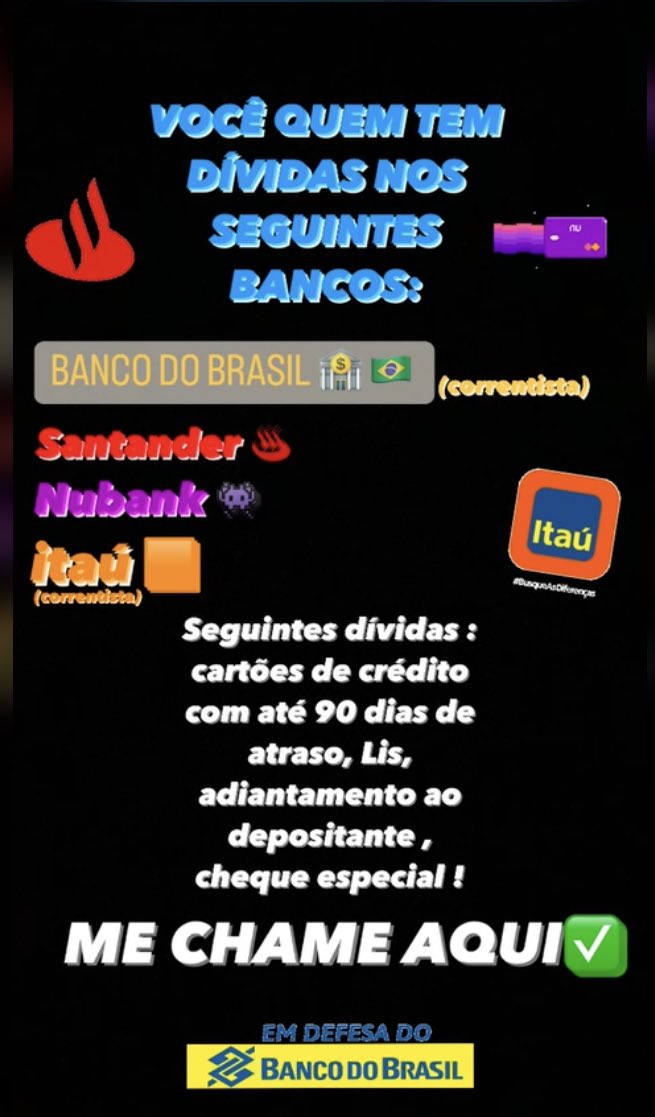 VOCÊ QUEM TEM
DÍVIDAS NOS
SEGUINTES
BANCOS:
nu
BANCO DO BRASIL
(correntista)
Santander
Nubank
itaú
(correntista)
Itaú
#BusqueAsDiferenças
Seguintes dívidas :
cartões de crédito
com até 90 dias de
atraso, Lis,
adiantamento ao
depositante ,
cheque especial !
ME CHAME AQUI
EM DEFESA DO
BANCO DO BRASIL